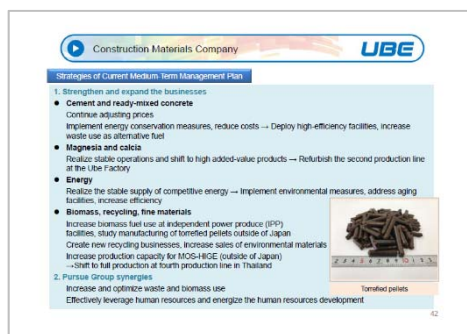 Construction Materials Company
UBE
Strategies of Current Medium-Term Management Plan
1. Strengthen and expand the businesses
● Cement and ready-mixed concrete
Continue adjusting prices
Implement energy conservation measures, reduce costs → Deploy high-efficiency facilities, increase
waste use as alternative fuel
● Magnesia and calcia
Realize stable operations and shift to high added-value products → Refurbish the second production line
at the Ube Factory
● Energy
Realize the stable supply of competitive energy → Implement environmental measures, address aging
facilities, increase efficiency
● Biomass, recycling, fine materials
Increase biomass fuel use at independent power produce (IPP)
facilities, study manufacturing of torrefied pellets outside of Japan
Create new recycling businesses, increase sales of environmental materials
Increase production capacity for MOS-HIGE (outside of Japan)
→Shift to full production at fourth production line in Thailand
2. Pursue Group synergies
Increase and optimize waste and biomass use
Effectively leverage human resources and energize the human resources development
Torrefied pellets
42